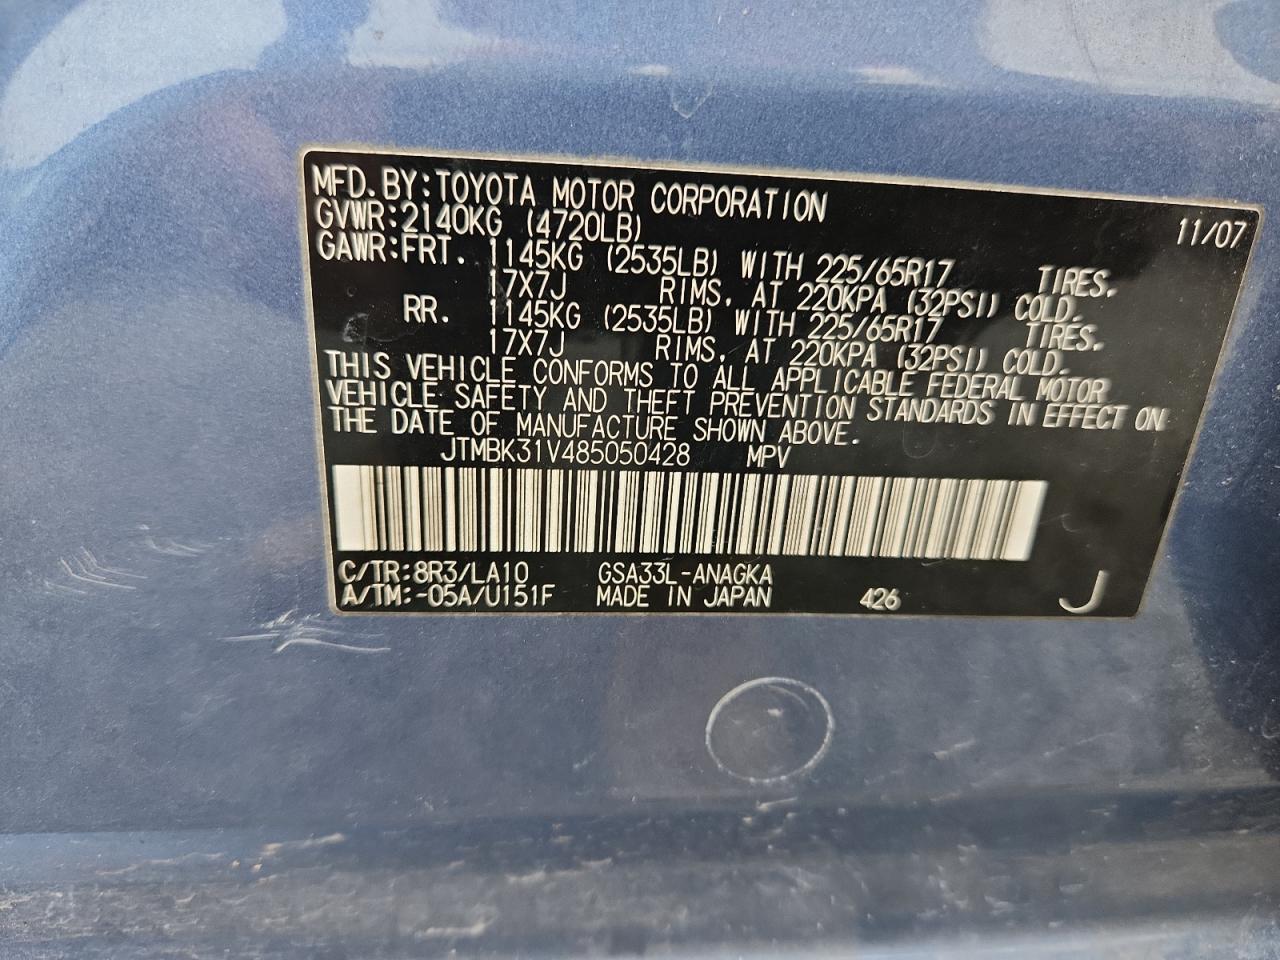 MFD. BY: TOYOTA MOTOR CORPORATION 11/07
GVWR: 2140KG (4720LB)
GAWR: FRT. 1145KG (2535LB) WITH 225/65R17 TIRES.
17X7J RIMS, AT 220KPA (32PSI) COLD.
RR. 1145KG (2535LB) WITH 225/65R17 TIRES.
17X7J RIMS, AT 220KPA (32PSI) COLD.
THIS VEHICLE CONFORMS TO ALL APPLICABLE FEDERAL MOTOR
VEHICLE SAFETY AND THEFT PREVENTION STANDARDS IN EFFECT ON
THE DATE OF MANUFACTURE SHOWN ABOVE.
JTMBK31V485050428 MPV
C/TR: 8R3/LA10 GSA33L-ANAGKA
A/TM: -05A/U151F MADE IN JAPAN 426 J